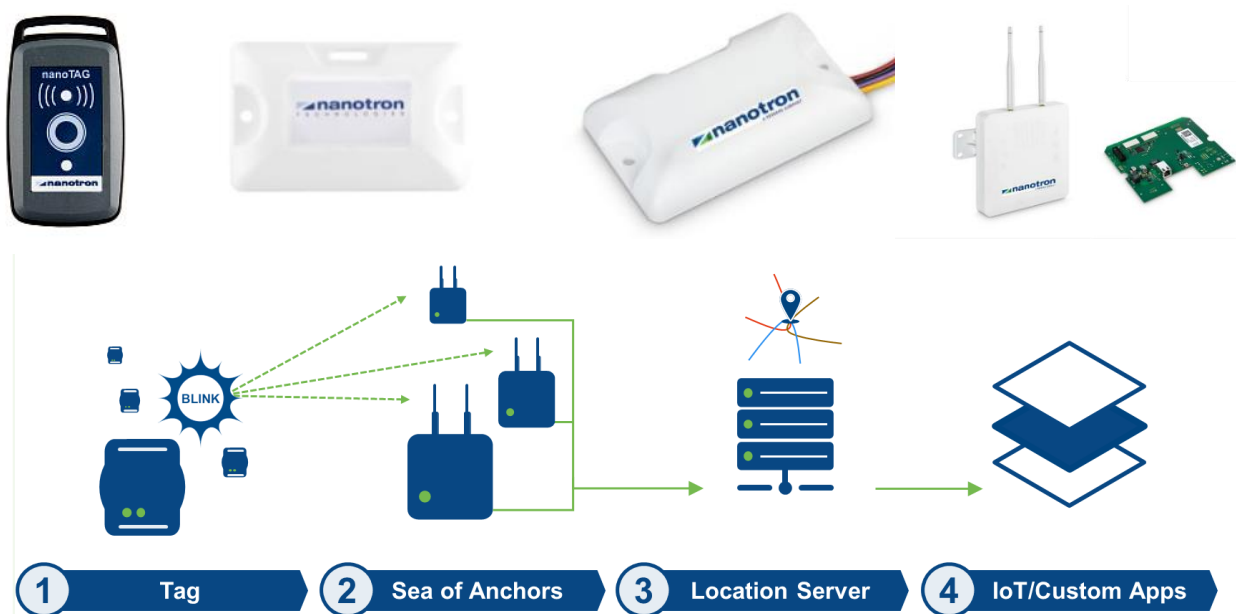 nanoTAG
nanotron
nanotron
TECHNOLOGIES
nanotron
nanotron
BLINK
1 Tag
2 Sea of Anchors
3 Location Server
4 IoT/Custom Apps